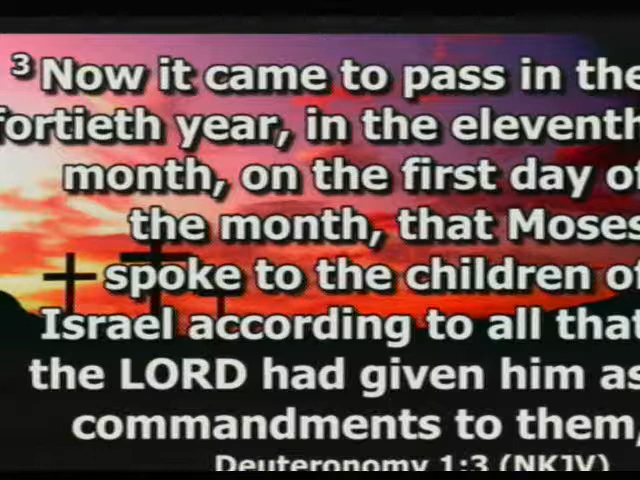 3 Now it came to pass in the
fortieth year, in the eleventh
month, on the first day of
the month, that Moses
spoke to the children of
Israel according to all that
the LORD had given him as
commandments to them,
Deuteronomy 1:3 (NKJV)